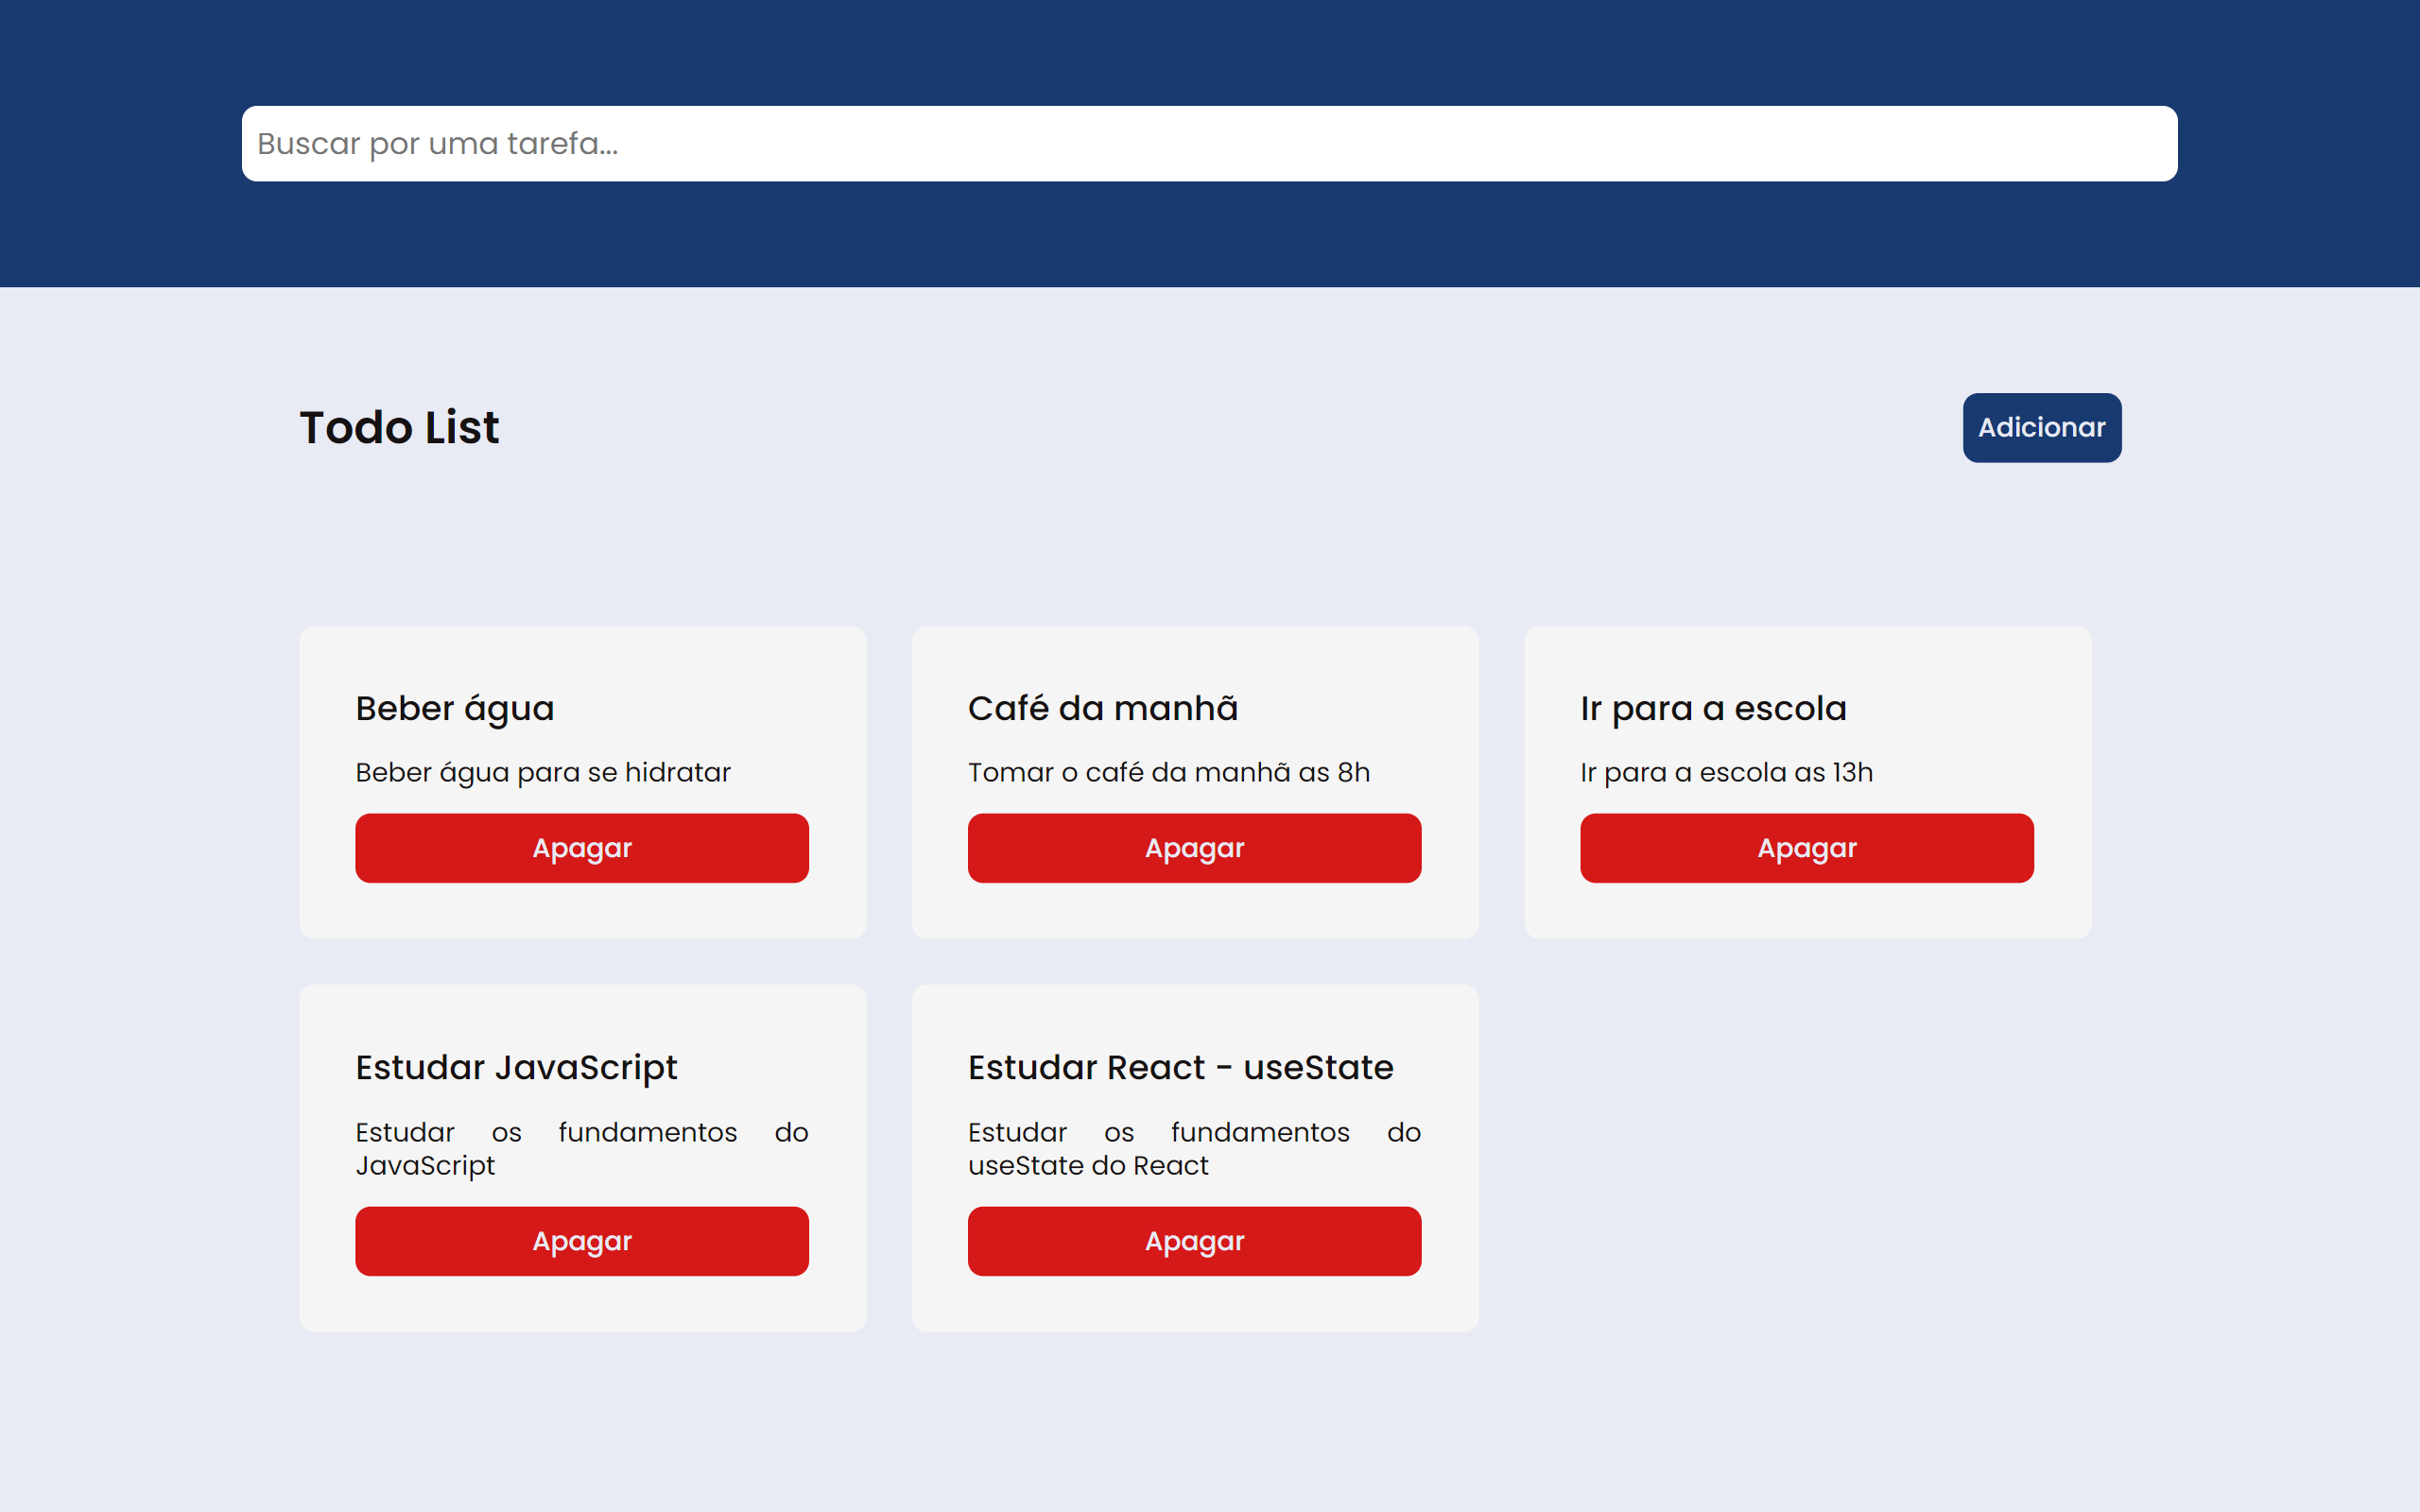 Buscar por uma tarefa...
Todo List
Adicionar
Beber água
Beber água para se hidratar
Apagar
Café da manhã
Tomar o café da manhã as 8h
Apagar
Ir para a escola
Ir para a escola as 13h
Apagar
Estudar JavaScript
Estudar os fundamentos do
JavaScript
Apagar
Estudar React - useState
Estudar os fundamentos do
useState do React
Apagar